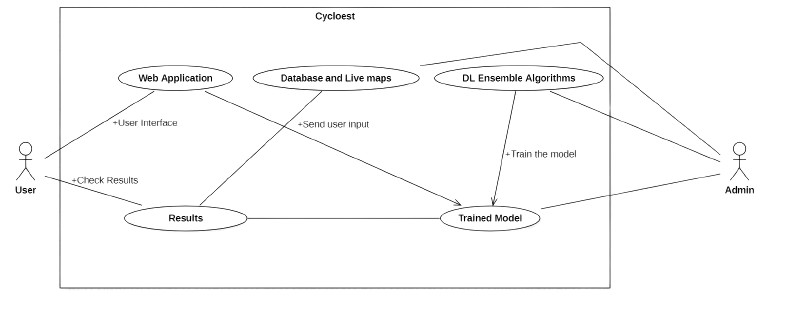 Cycloest
Web Application
Database and Live maps
DL Ensemble Algorithms
+User Interface
+Send user input
+Train the model
User
+Check Results
Admin
Results
Trained Model